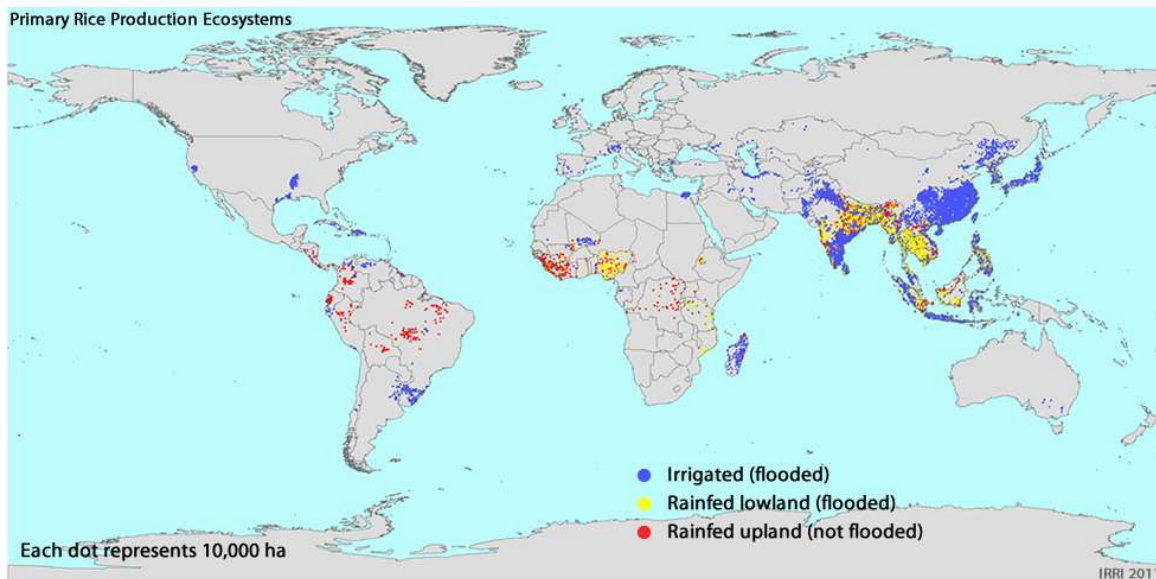 Primary Rice Production Ecosystems
Irrigated (flooded)
Rainfed lowland (flooded)
Rainfed upland (not flooded)
Each dot represents 10,000 ha
IRRI 2011